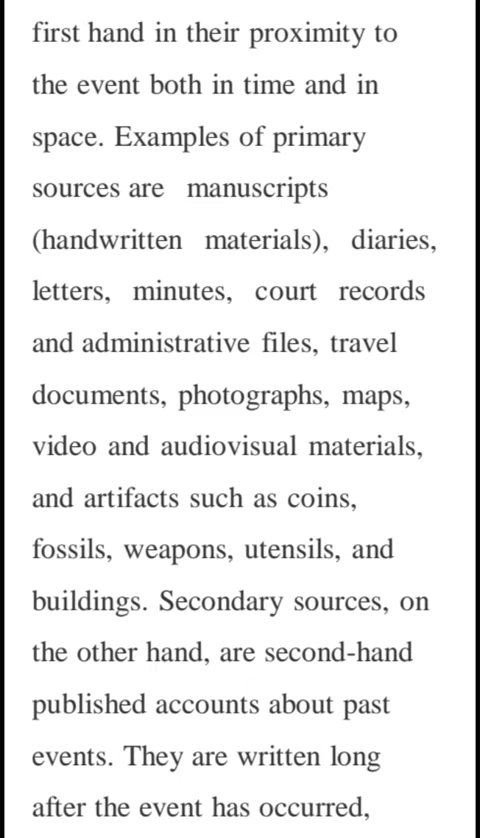 first hand in their proximity to
the event both in time and in
space. Examples of primary
sources are manuscripts
(handwritten materials), diaries,
letters, minutes, court records
and administrative files, travel
documents, photographs, maps,
video and audiovisual materials,
and artifacts such as coins,
fossils, weapons, utensils, and
buildings. Secondary sources, on
the other hand, are second-hand
published accounts about past
events. They are written long
after the event has occurred,